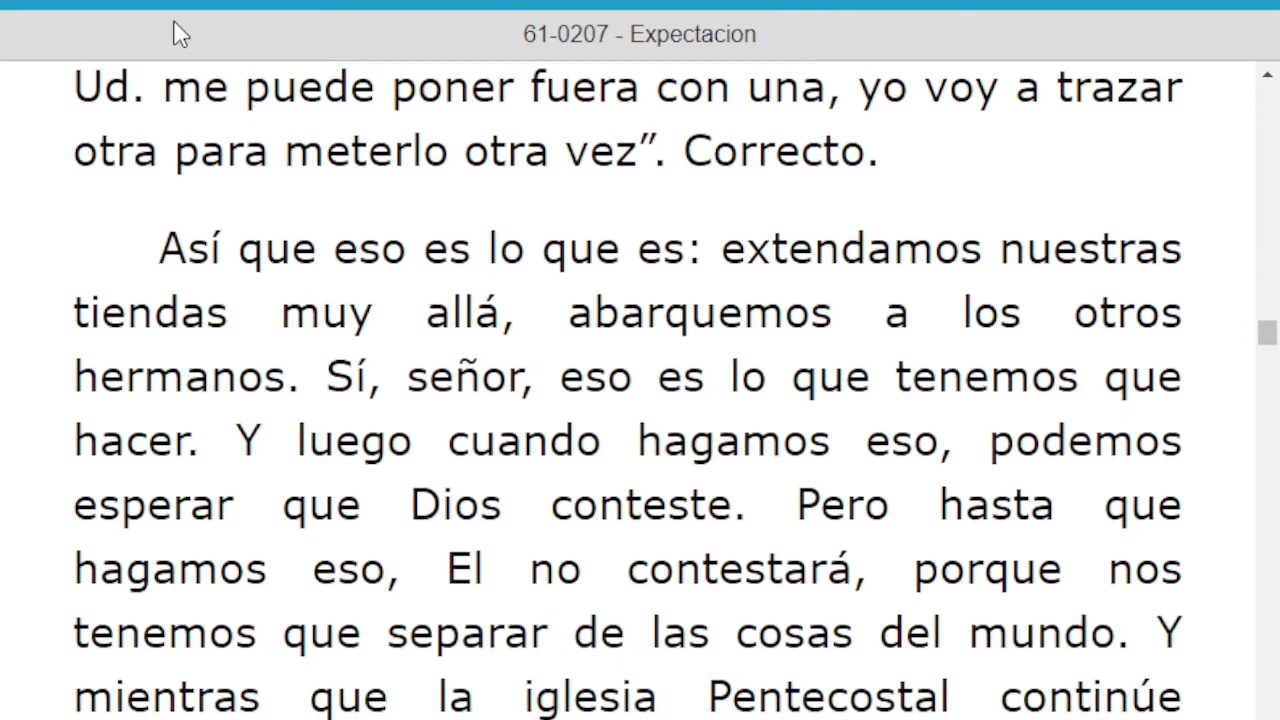 61-0207 - Expectacion
Ud. me puede poner fuera con una, yo voy a trazar
otra para meterlo otra vez”. Correcto.
Así que eso es lo que es: extendamos nuestras
tiendas muy allá, abarquemos a los otros
hermanos. Sí, señor, eso es lo que tenemos que
hacer. Y luego cuando hagamos eso, podemos
esperar que Dios conteste. Pero hasta que
hagamos eso, El no contestará, porque nos
tenemos que separar de las cosas del mundo. Y
mientras que la iglesia Pentecostal continúe